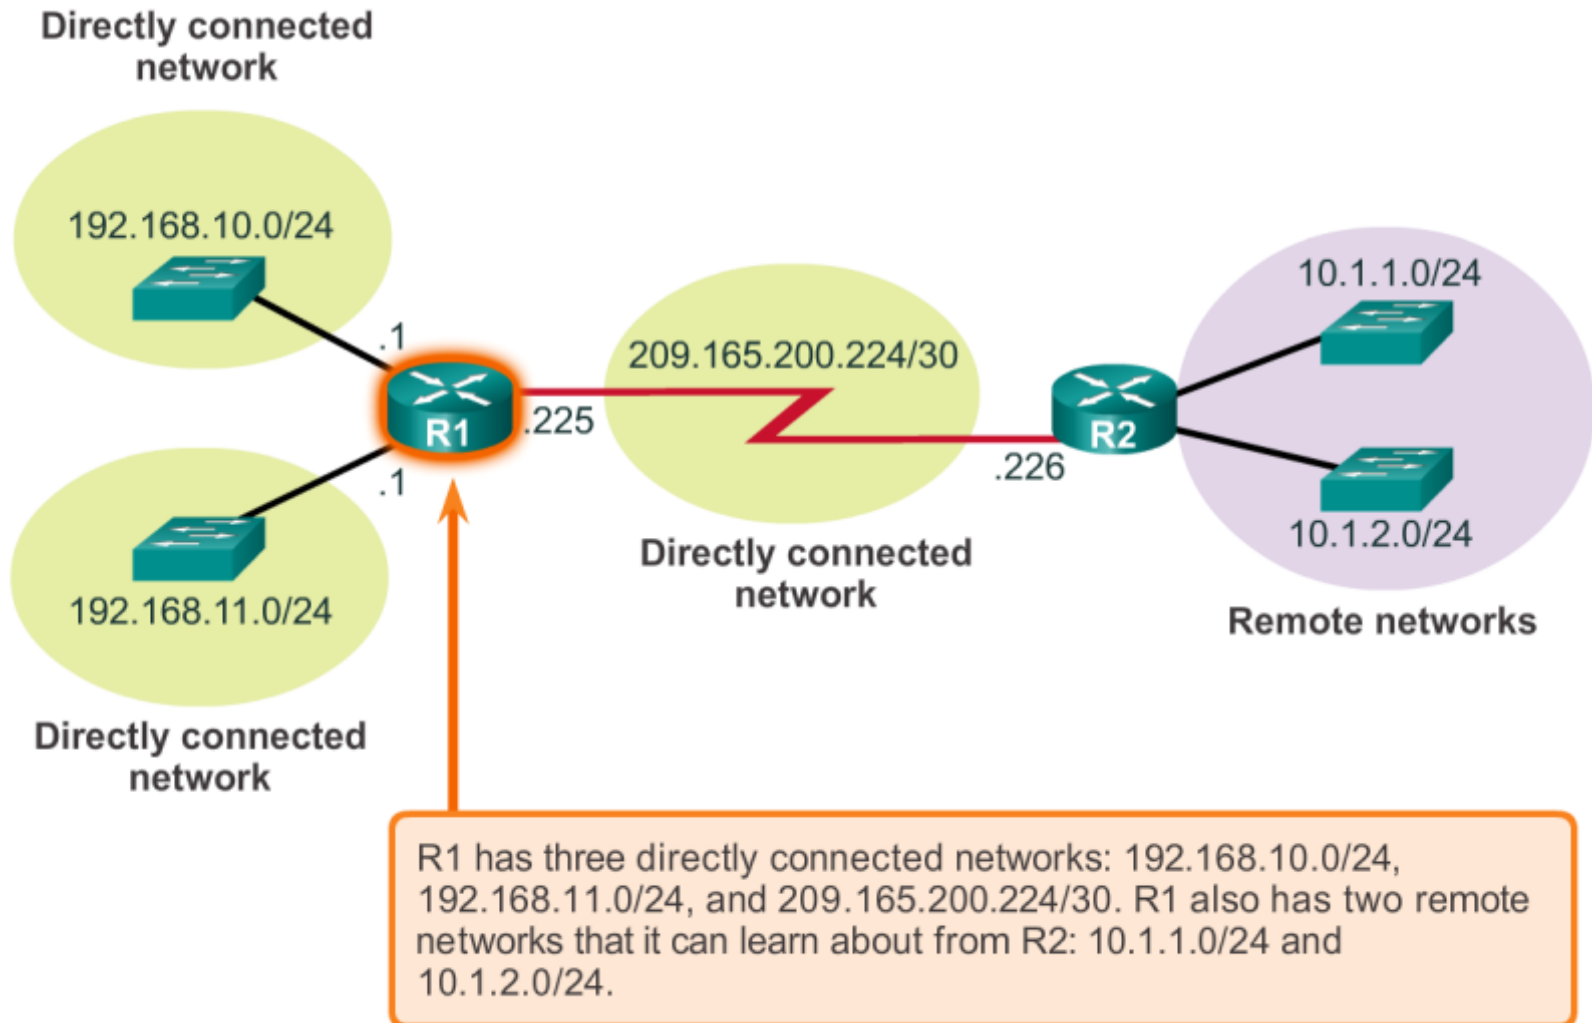 Directly connected
network
192.168.10.0/24
.1
R1
.225
.1
192.168.11.0/24
Directly connected
network
209.165.200.224/30
.226
Directly connected
network
R2
10.1.1.0/24
10.1.2.0/24
Remote networks
R1 has three directly connected networks: 192.168.10.0/24,
192.168.11.0/24, and 209.165.200.224/30. R1 also has two remote
networks that it can learn about from R2: 10.1.1.0/24 and
10.1.2.0/24.